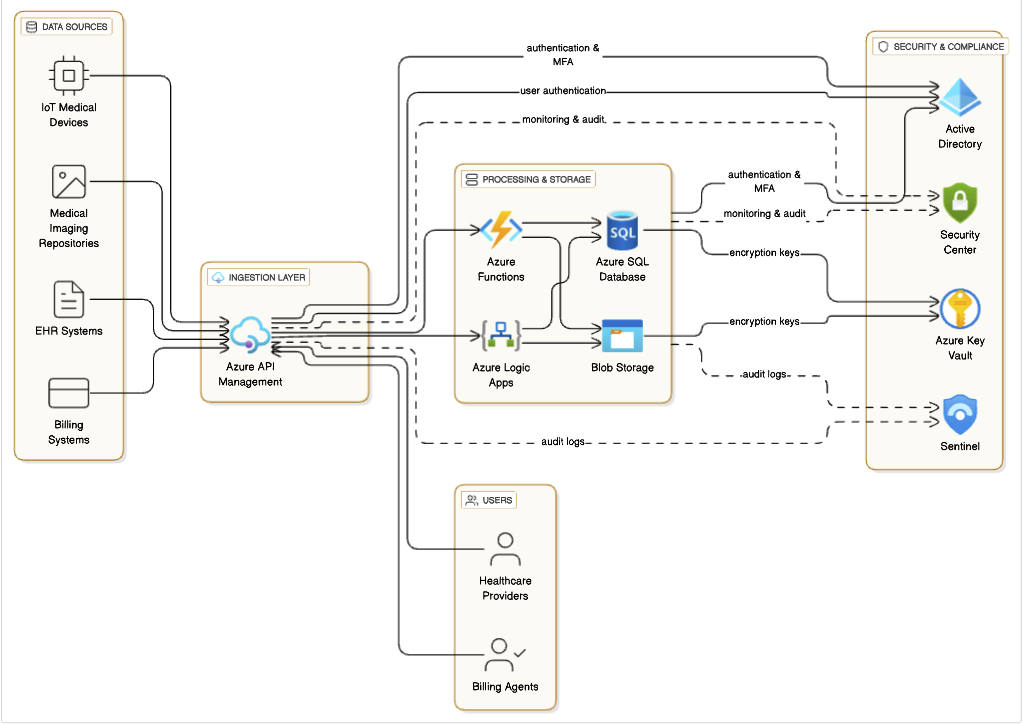 DATA SOURCES
IoT Medical
Devices
Medical
Imaging
Repositories
EHR Systems
Billing
Systems
INGESTION LAYER
Azure API
Management
authentication &
MFA
user authentication
monitoring & audit
PROCESSING & STORAGE
Azure
Functions
Azure SQL
Database
SQL
Azure Logic
Apps
Blob Storage
authentication &
MFA
monitoring & audit
encryption keys
encryption keys
audit logs
audit logs
SECURITY & COMPLIANCE
Active
Directory
Security
Center
Azure Key
Vault
Sentinel
USERS
Healthcare
Providers
Billing Agents